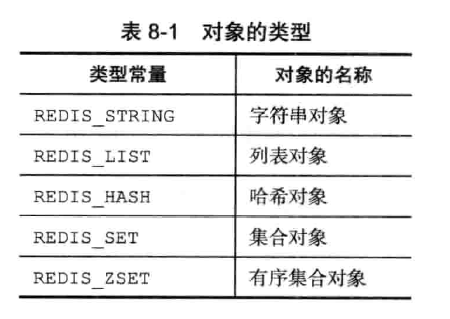 表 8-1 对象的类型
类型常量 对象的名称
REDIS_STRING 字符串对象
REDIS_LIST 列表对象
REDIS_HASH 哈希对象
REDIS_SET 集合对象
REDIS_ZSET 有序集合对象